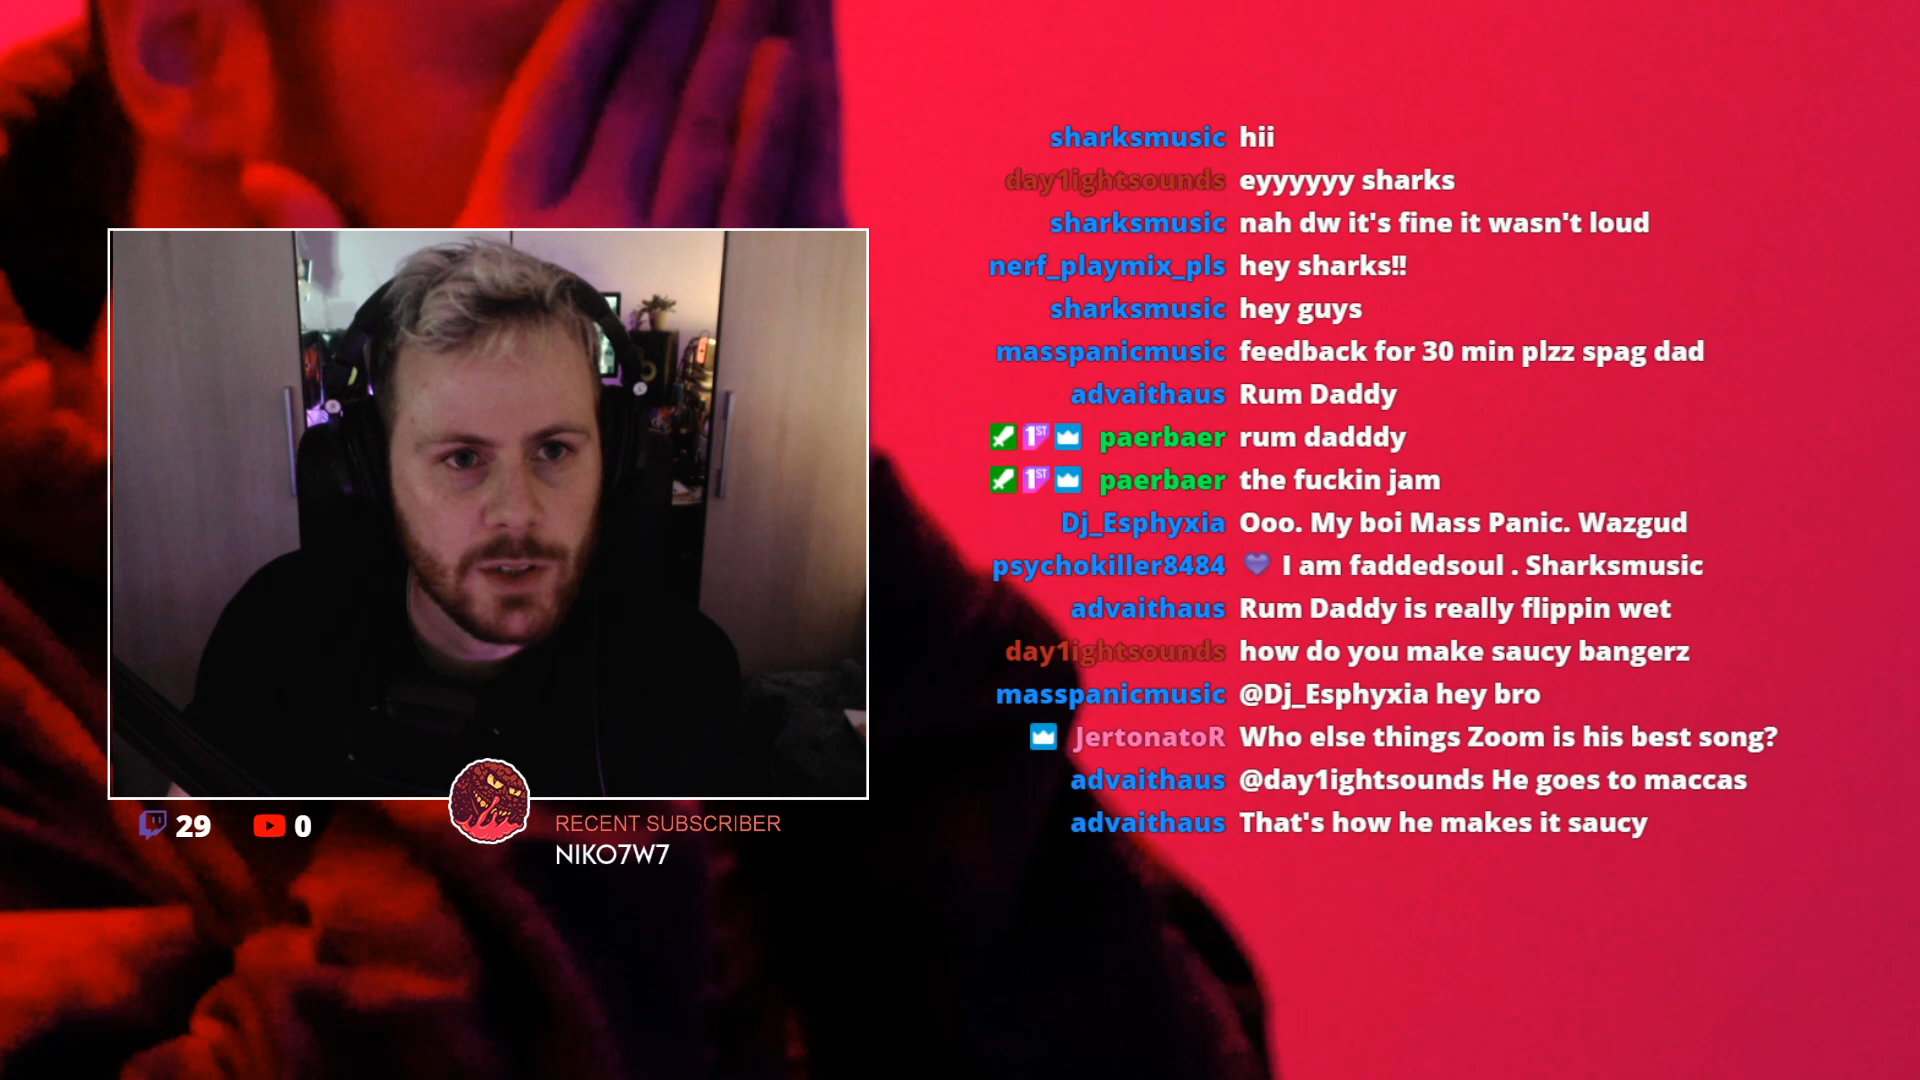 sharksmusic hii
day1ightsounds eyyyyyy sharks
sharksmusic nah dw it's fine it wasn't loud
nerf_playmix_pls hey sharks!!
sharksmusic hey guys
masspanicmusic feedback for 30 min plzz spag dad
advaithaus Rum Daddy
1ST paerbaer rum dadddy
1ST paerbaer the fuckin jam
Dj_Esphyxia Ooo. My boi Mass Panic. Wazgud
psychokiller8484 💜 I am faddedsoul . Sharksmusic
advaithaus Rum Daddy is really flippin wet
day1ightsounds how do you make saucy bangerz
masspanicmusic @Dj_Esphyxia hey bro
JertonatoR Who else things Zoom is his best song?
advaithaus @day1ightsounds He goes to maccas
advaithaus That's how he makes it saucy
29 0
RECENT SUBSCRIBER
NIKO7W7